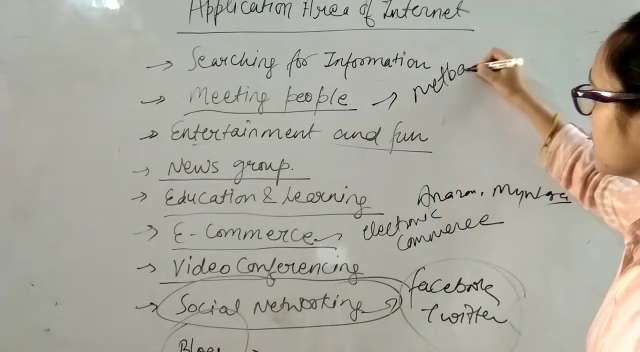 Application Area of Internet
→ Searching for Information
→ Meeting people →
→ Entertainment and fun
→ News group.
→ Education & Learning
Myntra
→ E-Commerce → electronic commerce
→ Video Conferencing
→ Social Networking → facebook
Twitter